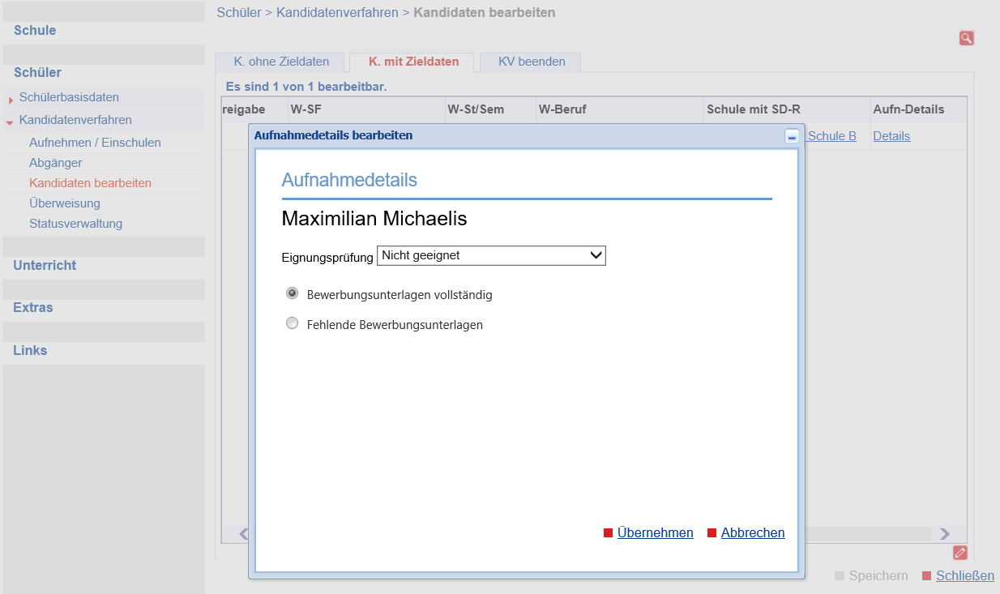 Schüler > Kandidatenverfahren > Kandidaten bearbeiten
Schule
Schüler
Schülerbasisdaten
Kandidatenverfahren
Aufnehmen / Einschulen
Abgänger
Kandidaten bearbeiten
Überweisung
Statusverwaltung
Unterricht
Extras
Links
K. ohne Zieldaten K. mit Zieldaten KV beenden
Es sind 1 von 1 bearbeitbar.
reigabe W-SF W-St/Sem W-Beruf Schule mit SD-R Aufn-Details
Schule B Details
Aufnahmedetails bearbeiten
Aufnahmedetails
Maximilian Michaelis
Eignungsprüfung Nicht geeignet
Bewerbungsunterlagen vollständig
Fehlende Bewerbungsunterlagen
Übernehmen Abbrechen
Speichern Schließen